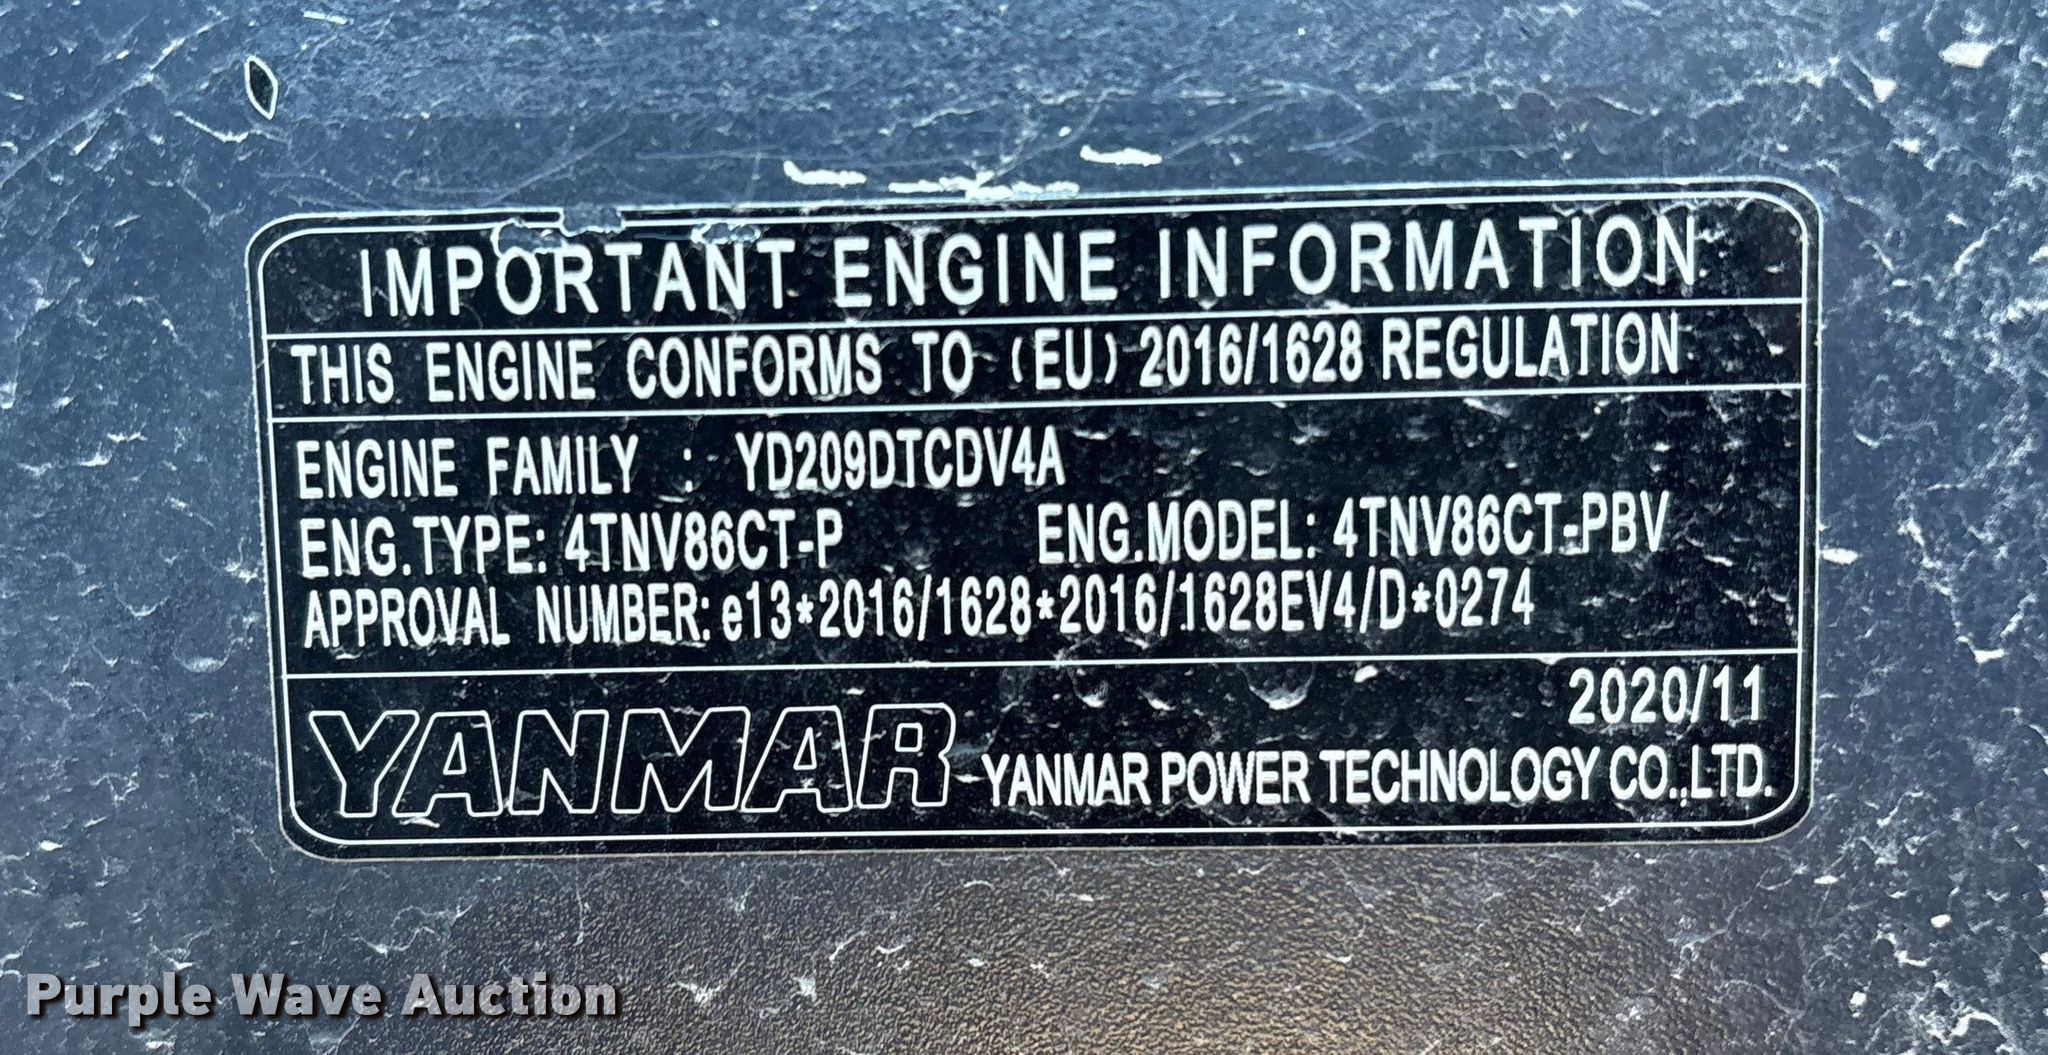 IMPORTANT ENGINE INFORMATION
THIS ENGINE CONFORMS TO (EU) 2016/1628 REGULATION
ENGINE FAMILY : YD209DTCDV4A
ENG.TYPE: 4TNV86CT-P ENG.MODEL: 4TNV86CT-PBV
APPROVAL NUMBER: e13*2016/1628*2016/1628EV4/D*0274
2020/11
YANMAR YANMAR POWER TECHNOLOGY CO.,LTD.
Purple Wave Auction